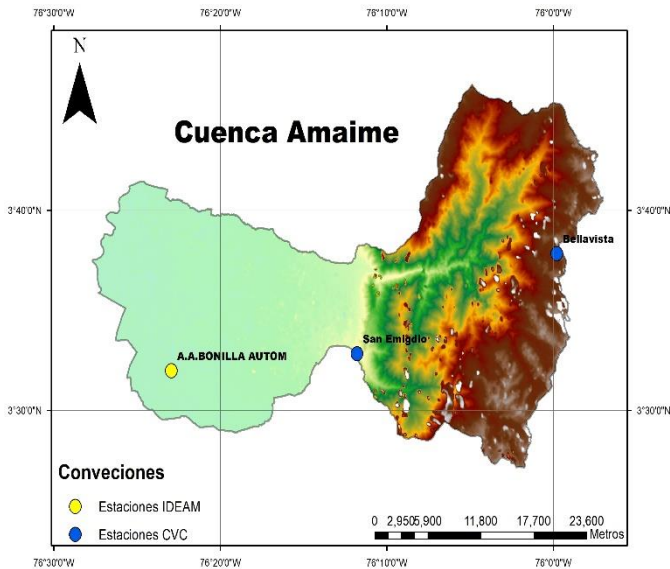 76°30'0"W 76°20'0"W 76°10'0"W 76°0'0"W
N
Cuenca Amaime
3°40'0"N 3°40'0"N
Bellavista
San Emigdio
A.A.BONILLA AUTOM
3°30'0"N 3°30'0"N
Conveciones
Estaciones IDEAM
Estaciones CVC
0 2,950 5,900 11,800 17,700 23,600
Metros
76°30'0"W 76°20'0"W 76°10'0"W 76°0'0"W